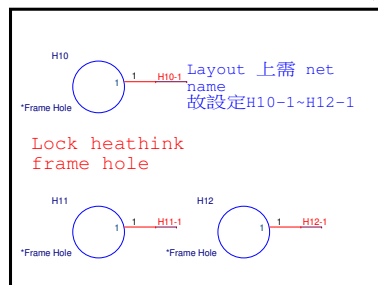 H10
1 1 H10-1
*Frame Hole
Layout 上需 net
name
故設定H10-1~H12-1
Lock heathink
frame hole
H11
1 1 H11-1
*Frame Hole
H12
1 1 H12-1
*Frame Hole